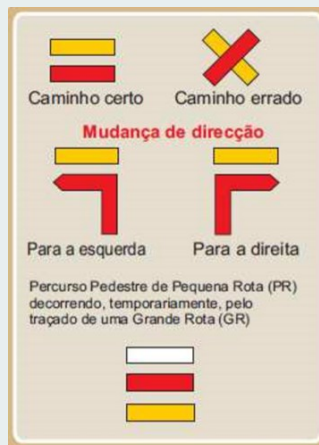 Caminho certo
Caminho errado
Mudança de direcção
Para a esquerda
Para a direita
Percurso Pedestre de Pequena Rota (PR)
decorrendo, temporariamente, pelo
traçado de uma Grande Rota (GR)